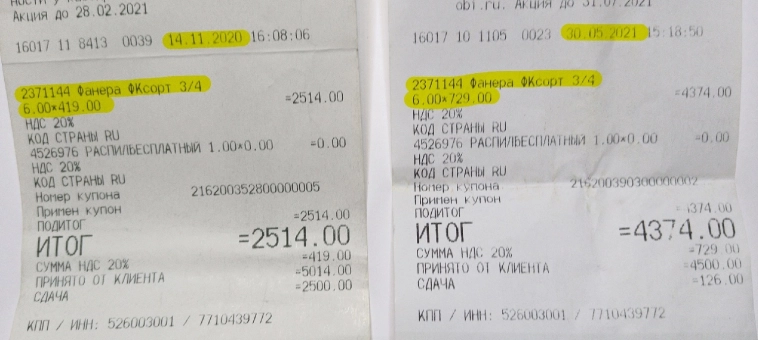 Акция до 28.02.2021
16017 11 8413 0039 14.11.2020 16:08:06
2371144 Фанера ФКсорт 3/4
6.00*419.00 =2514.00
НДС 20%
КОД СТРАНЫ RU
4526976 РАСПИЛБЕСПЛАТНЫЙ 1.00*0.00 =0.00
НДС 20%
КОД СТРАНЫ RU
Номер купона 216200352800000005
Примен купон
ПОДИТОГ =2514.00
ИТОГ =2514.00
СУММА НДС 20% =419.00
ПРИНЯТО ОТ КЛИЕНТА =5014.00
СДАЧА =2500.00
КПП / ИНН: 526003001 / 7710439772
obi.ru. Акция до 31.07.2021
16017 10 1105 0023 30.05.2021 15:18:50
2371144 Фанера ФКсорт 3/4
6.00*729.00 =4374.00
НДС 20%
КОД СТРАНЫ RU
4526976 РАСПИЛБЕСПЛАТНЫЙ 1.00*0.00 =0.00
НДС 20%
КОД СТРАНЫ RU
Номер купона 216200390300000002
Примен купон
ПОДИТОГ =4374.00
ИТОГ =4374.00
СУММА НДС 20% =729.00
ПРИНЯТО ОТ КЛИЕНТА =4500.00
СДАЧА =126.00
КПП / ИНН: 526003001 / 7710439772